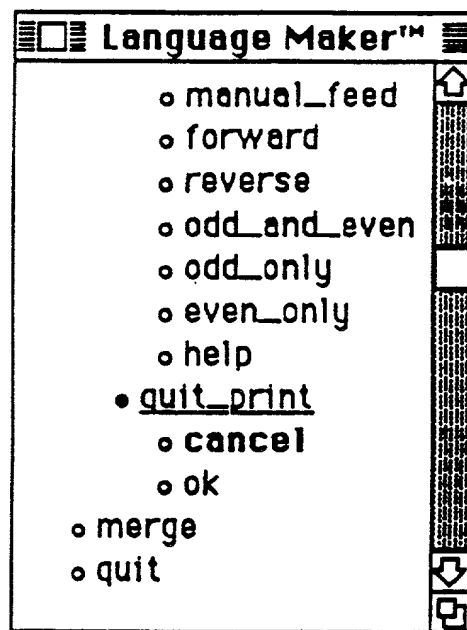 Language Maker™
manual_feed
forward
reverse
odd_and_even
odd_only
even_only
help
quit_print
cancel
ok
merge
quit